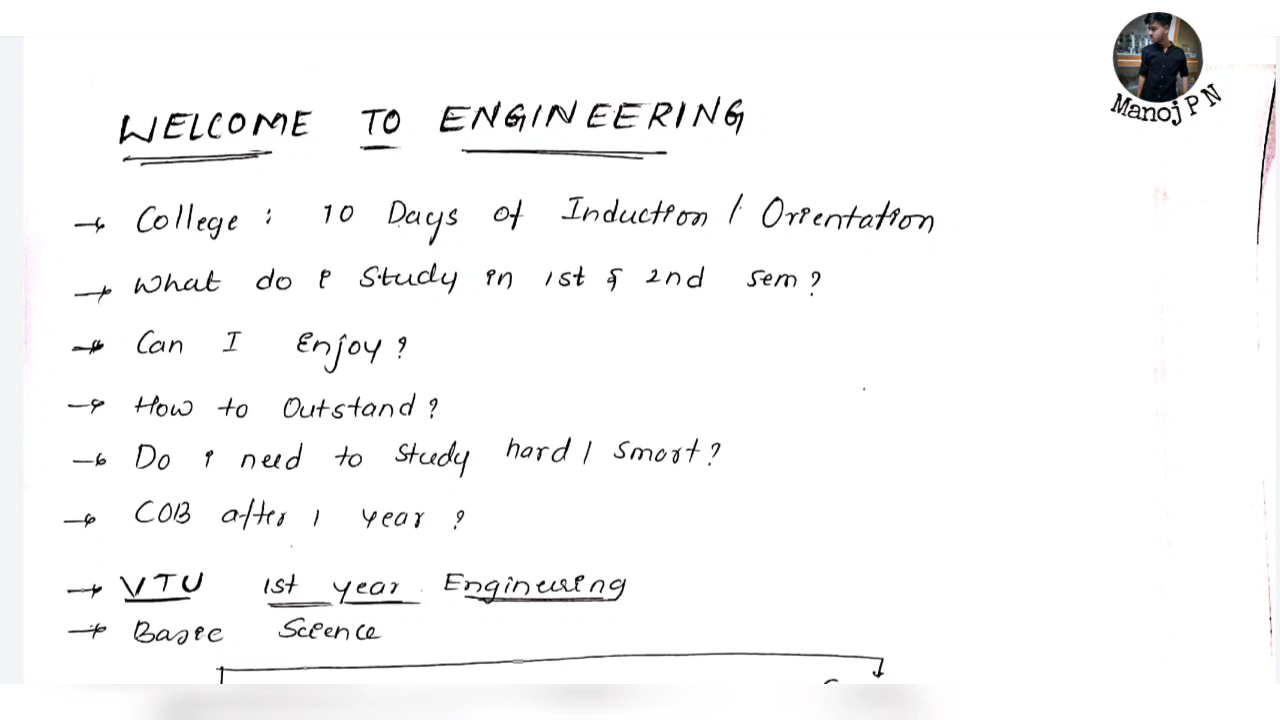 Manoj P N
WELCOME TO ENGINEERING
→ College : 10 Days of Induction / Orientation
→ What do i Study in 1st & 2nd sem ?
→ Can I Enjoy ?
→ How to Outstand ?
→ Do i need to study hard / smart ?
→ COB after 1 year ?
→ VTU 1st year Engineering
→ Basic Science